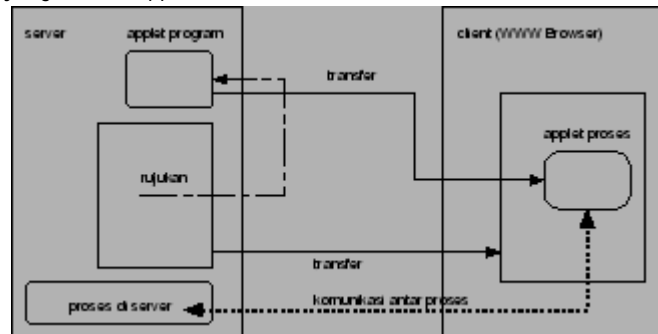 server
applet program
client (WWW Browser)
transfer
applet proses
rujukan
transfer
komunikasi antar proses
proses di server